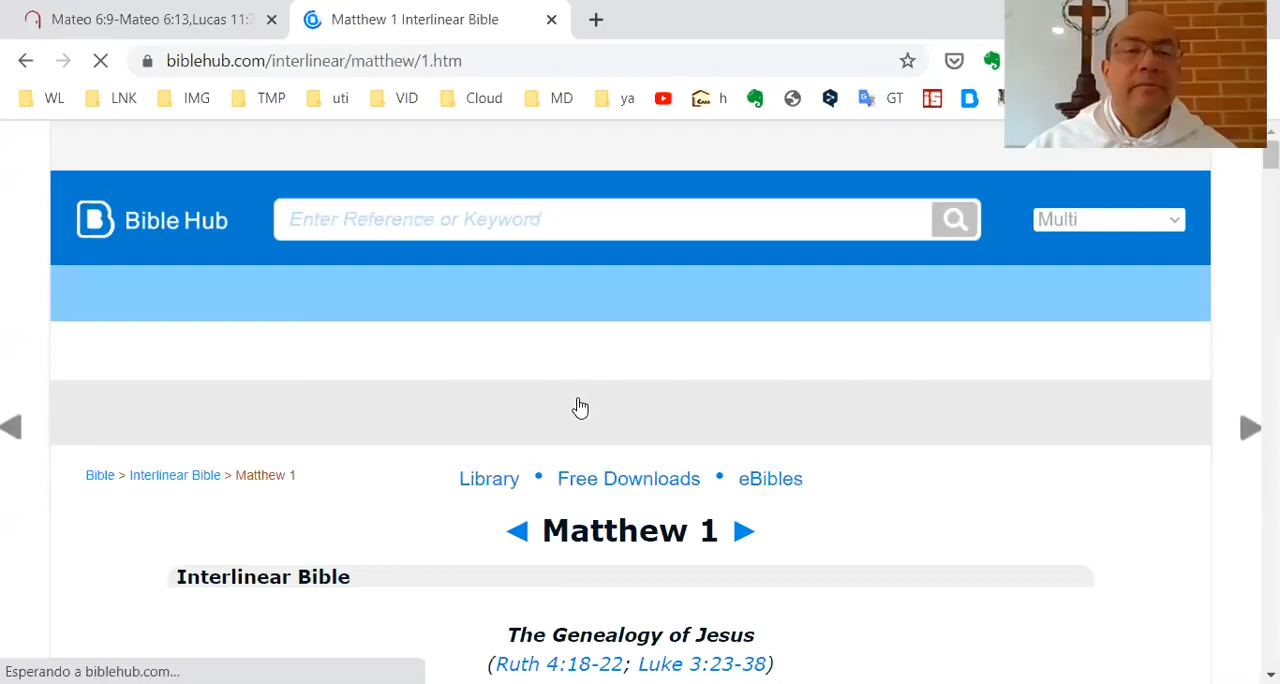 Mateo 6:9-Mateo 6:13,Lucas 11:
Matthew 1 Interlinear Bible
biblehub.com/interlinear/matthew/1.htm
WL LNK IMG TMP uti VID Cloud MD ya h GT
Bible Hub Enter Reference or Keyword Multi
Bible > Interlinear Bible > Matthew 1
Library • Free Downloads • eBibles
Matthew 1
Interlinear Bible
The Genealogy of Jesus
(Ruth 4:18-22; Luke 3:23-38)
Esperando a biblehub.com...